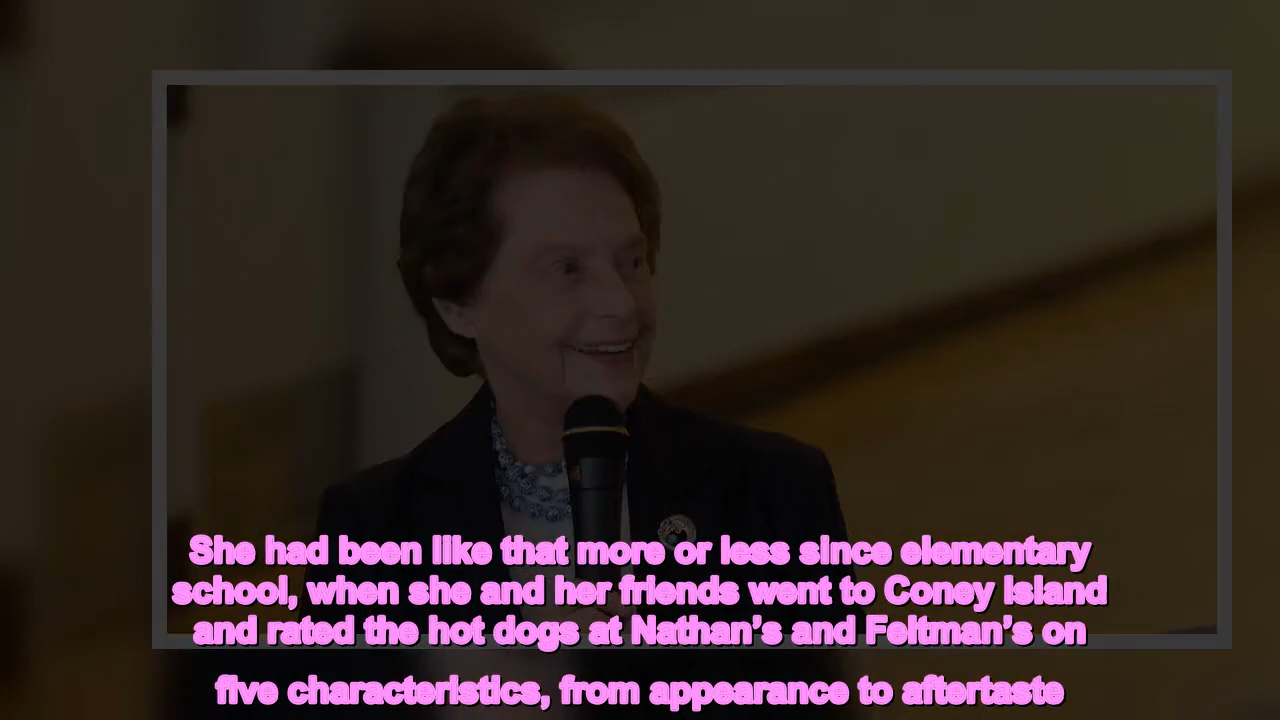 She had been like that more or less since elementary
school, when she and her friends went to Coney Island
and rated the hot dogs at Nathan's and Feltman's on
five characteristics, from appearance to aftertaste